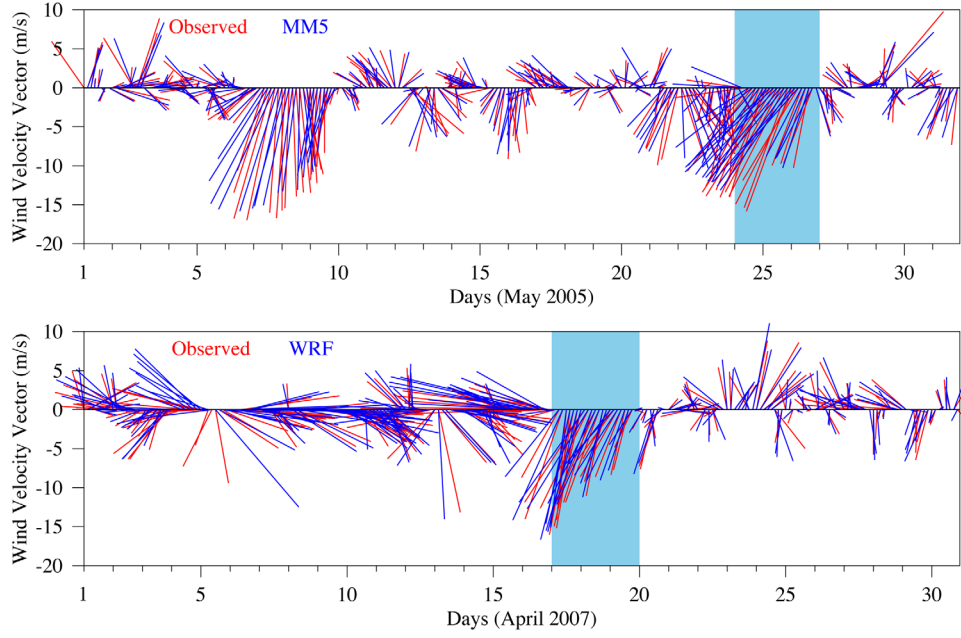 10
5
0
-5
-10
-15
-20
Wind Velocity Vector (m/s)
Observed MM5
1 5 10 15 20 25 30
Days (May 2005)
10
5
0
-5
-10
-15
-20
Wind Velocity Vector (m/s)
Observed WRF
1 5 10 15 20 25 30
Days (April 2007)